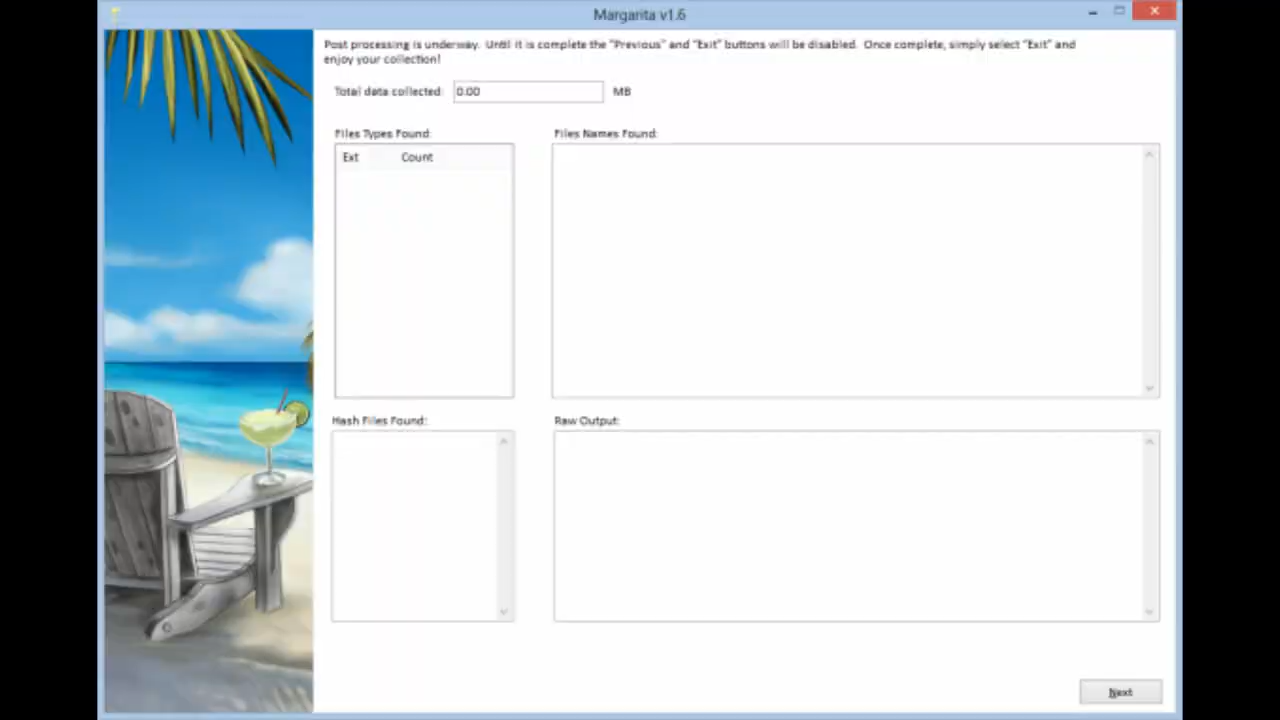 Margarita v1.6
Post processing is underway. Until it is complete the "Previous" and "Exit" buttons will be disabled. Once complete, simply select "Exit" and
enjoy your collection!
Total data collected: 0.00 MB
Files Types Found: Files Names Found:
Ext Count
Hash Files Found: Raw Output:
Next